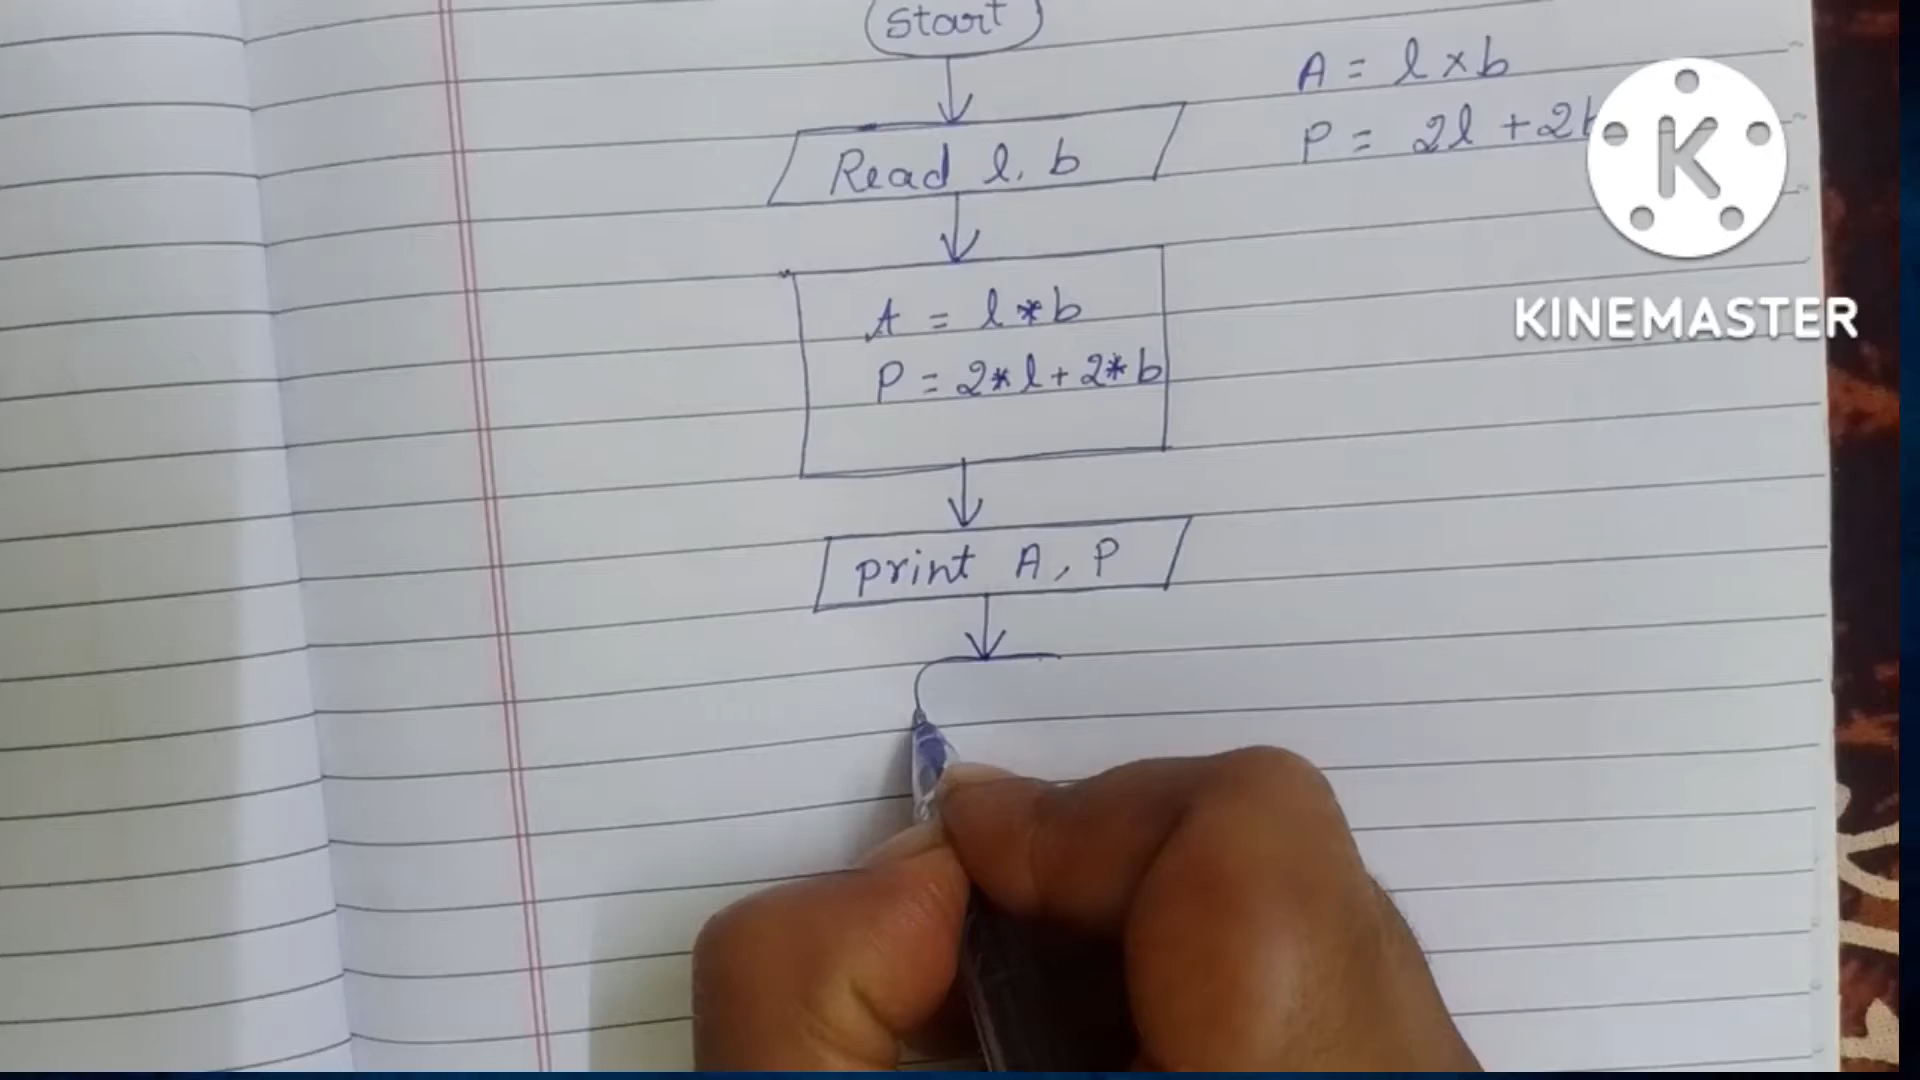 Start
A = l × b
P = 2l + 2b
Read l, b
A = l * b
P = 2 * l + 2 * b
print A, P
K
KINEMASTER